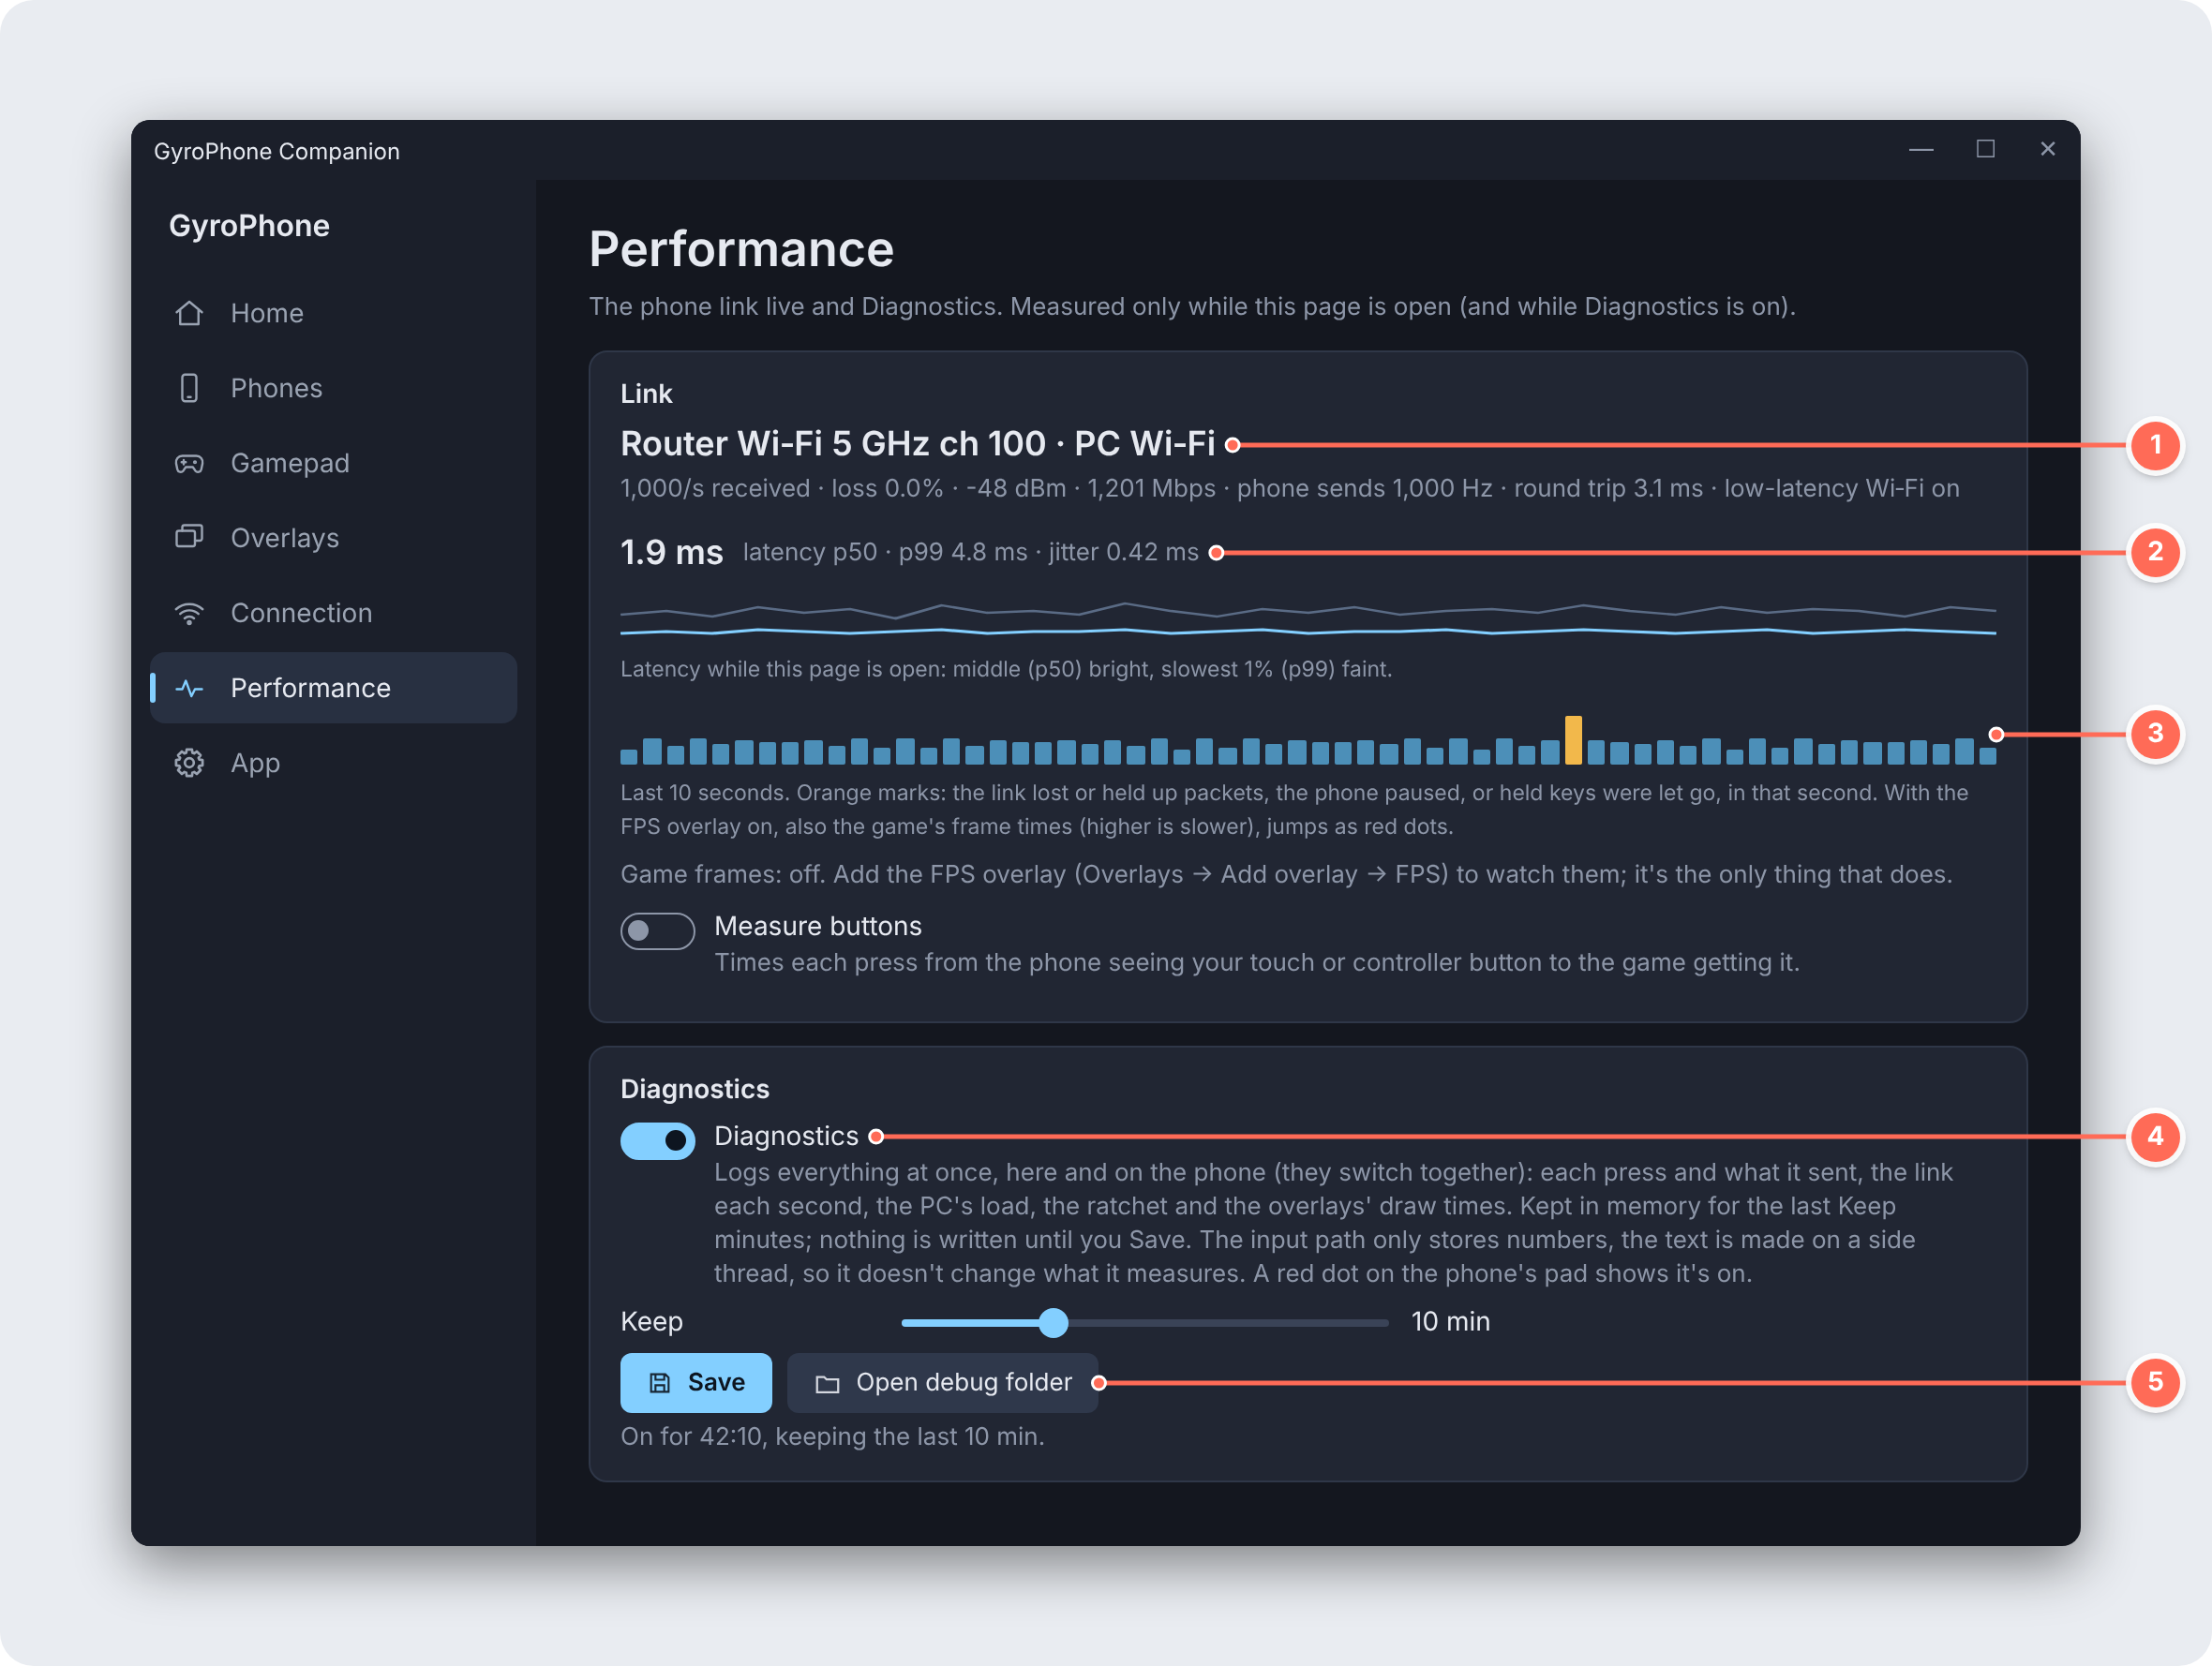 GyroPhone Companion
GyroPhone
Home
Phones
Gamepad
Overlays
Connection
Performance
App
Performance
The phone link live and Diagnostics. Measured only while this page is open (and while Diagnostics is on).
Link
Router Wi-Fi 5 GHz ch 100 · PC Wi-Fi
1
1,000/s received · loss 0.0% · -48 dBm · 1,201 Mbps · phone sends 1,000 Hz · round trip 3.1 ms · low-latency Wi-Fi on
1.9 ms latency p50 · p99 4.8 ms · jitter 0.42 ms
2
Latency while this page is open: middle (p50) bright, slowest 1% (p99) faint.
3
Last 10 seconds. Orange marks: the link lost or held up packets, the phone paused, or held keys were let go, in that second. With the
FPS overlay on, also the game's frame times (higher is slower), jumps as red dots.
Game frames: off. Add the FPS overlay (Overlays → Add overlay → FPS) to watch them; it's the only thing that does.
Measure buttons
Times each press from the phone seeing your touch or controller button to the game getting it.
Diagnostics
Diagnostics
4
Logs everything at once, here and on the phone (they switch together): each press and what it sent, the link
each second, the PC's load, the ratchet and the overlays' draw times. Kept in memory for the last Keep
minutes; nothing is written until you Save. The input path only stores numbers, the text is made on a side
thread, so it doesn't change what it measures. A red dot on the phone's pad shows it's on.
Keep 10 min
Save Open debug folder
5
On for 42:10, keeping the last 10 min.